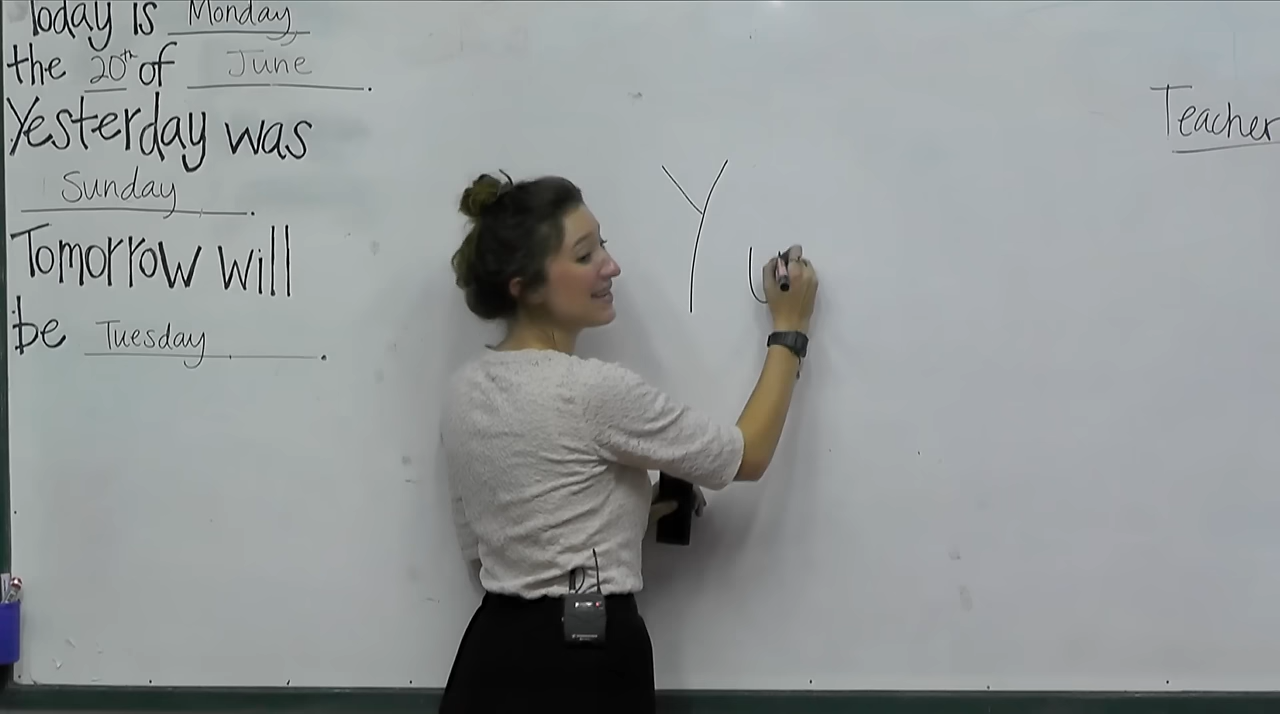 Today is Monday,
the 20th of June.
Yesterday was
Sunday.
Tomorrow will
be Tuesday.
Y
Teacher